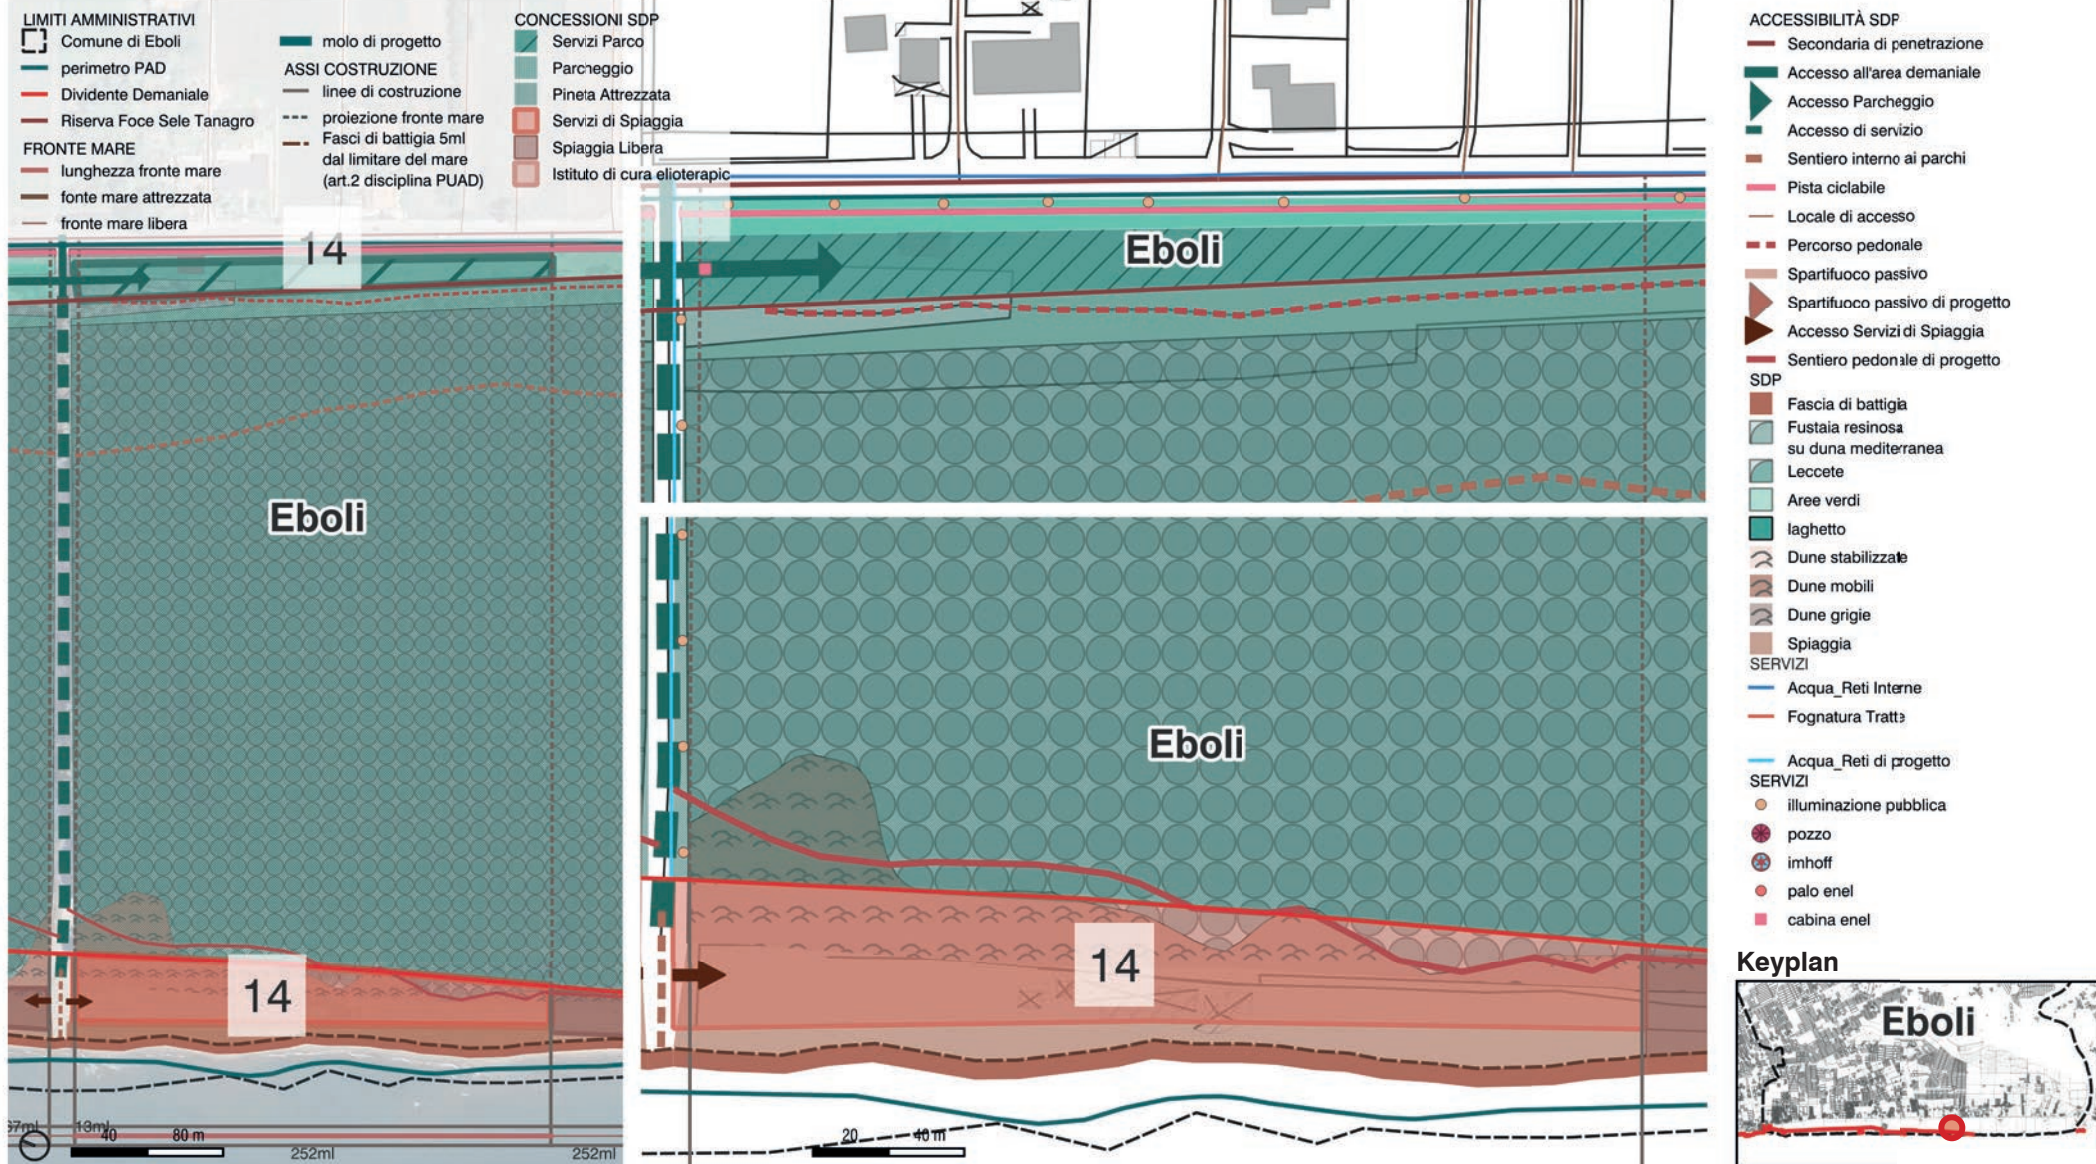 LIMITI AMMINISTRATIVI
Comune di Eboli
perimetro PAD
Dividente Demaniale
Riserva Foce Sele Tanagro
FRONTE MARE
lunghezza fronte mare
fonte mare attrezzata
fronte mare libera
molo di progetto
ASSI COSTRUZIONE
linee di costruzione
proiezione fronte mare
Fasci di battigia 5ml
dal limitare del mare
(art.2 disciplina PUAD)
CONCESSIONI SDP
Servizi Parco
Parcheggio
Pineta Attrezzata
Servizi di Spiaggia
Spiaggia Libera
Istituto di cura elioterapic
14
Eboli
14
13ml
40
80 m
252ml
252ml
Eboli
Eboli
14
20
40 m
ACCESSIBILITÀ SDP
Secondaria di penetrazione
Accesso all'area demaniale
Accesso Parcheggio
Accesso di servizio
Sentiero interno ai parchi
Pista ciclabile
Locale di accesso
Percorso pedonale
Spartifuoco passivo
Spartifuoco passivo di progetto
Accesso Servizi di Spiaggia
Sentiero pedonale di progetto
SDP
Fascia di battigia
Fustaia resinosa
su duna mediterranea
Leccete
Aree verdi
laghetto
Dune stabilizzate
Dune mobili
Dune grigie
Spiaggia
SERVIZI
Acqua_Reti Interne
Fognatura Tratte
Acqua_Reti di progetto
SERVIZI
illuminazione pubblica
pozzo
imhoff
palo enel
cabina enel
Keyplan
Eboli